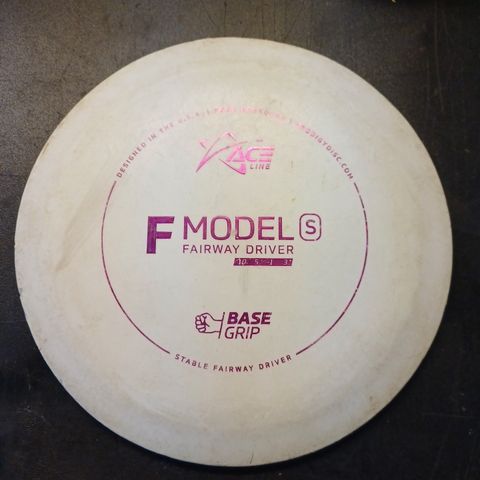 DESIGNED IN THE U.S.A. | PRODIGYDISC.COM
ACE
LINE
F MODEL S
FAIRWAY DRIVER
BASE
GRIP
STABLE FAIRWAY DRIVER